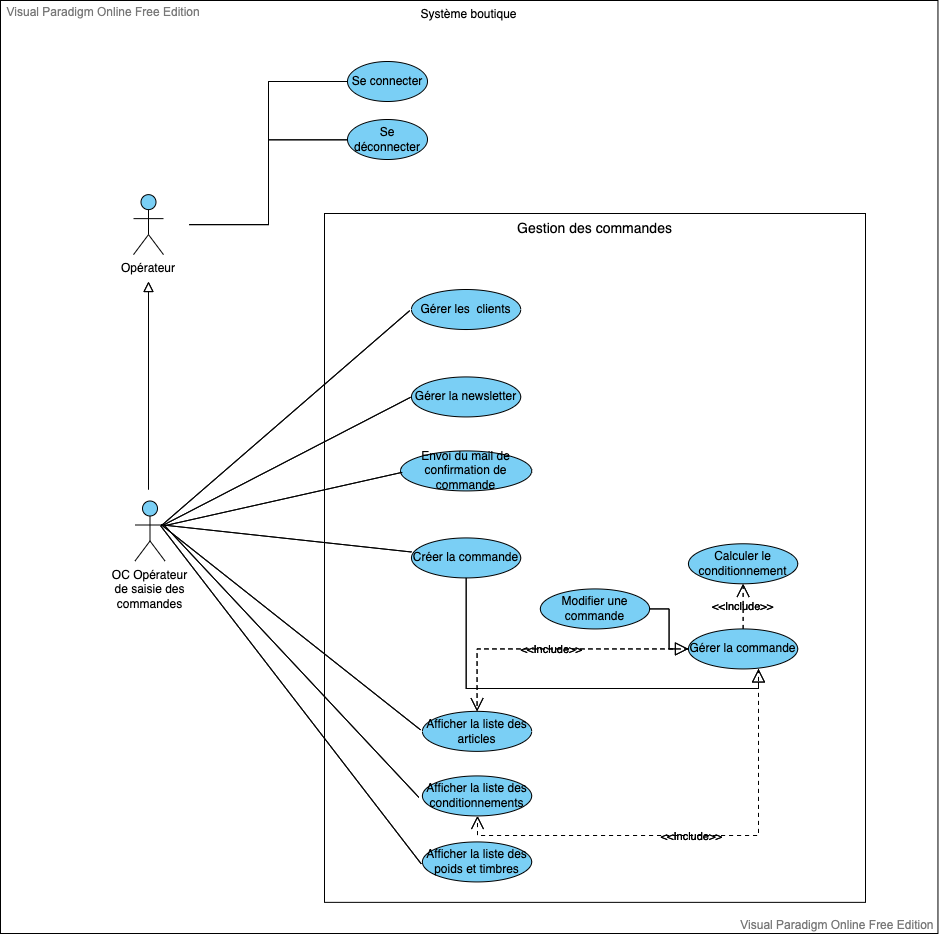 Visual Paradigm Online Free Edition
Système boutique
Se connecter
Se
déconnecter
Opérateur
Gestion des commandes
Gérer les clients
Gérer la newsletter
Envoi du mail de
confirmation de
commande
OC Opérateur
de saisie des
commandes
Créer la commande
Calculer le
conditionnement
<<Include>>
Modifier une
commande
Gérer la commande
<<Include>>
Afficher la liste des
articles
Afficher la liste des
conditionnements
<<Include>>
Afficher la liste des
poids et timbres
Visual Paradigm Online Free Edition